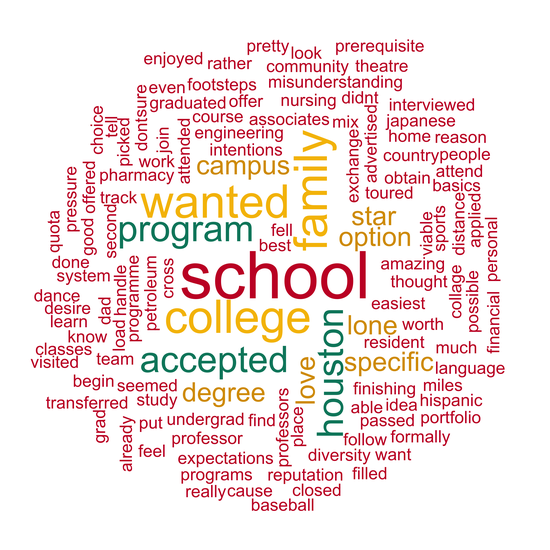 pretty look prerequisite
enjoyed rather community theatre
even footsteps misunderstanding
graduated offer nursing didnt interviewed
dontsure course associates mix advertised japanese
choice tell picked join attended engineering home reason
intentions family exchanges countrypeople
work campus obtain attend
pharmacy toured basics
pressure offered track wanted star viable sports distance applied
quota good second program fell option personal
best
done system cross school amazing
petroleum programme thought collage possible financial
dance handle load dad easiest
desire college houston lone worth
learn
know resident much
classes team accepted love specific language
visited
begin seemed degree finishing miles
transferred study professors place able idea hispanic
grad put undergrad find passed portfolio
already professor follow formally
feel expectations diversity want
programs reputation filled
really cause closed
baseball